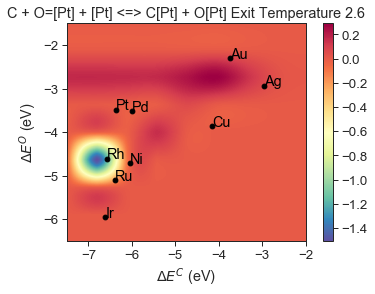 C + O=[Pt] + [Pt] <=> C[Pt] + O[Pt] Exit Temperature 2.6
−2
−3
−4
−5
−6
ΔE^O (eV)
Au
Ag
Pt
Pd
Cu
Rh
Ni
Ru
Ir
−7
−6
−5
−4
−3
−2
ΔE^C (eV)
0.0
−0.2
−0.4
−0.6
−0.8
−1.0
−1.2
−1.4